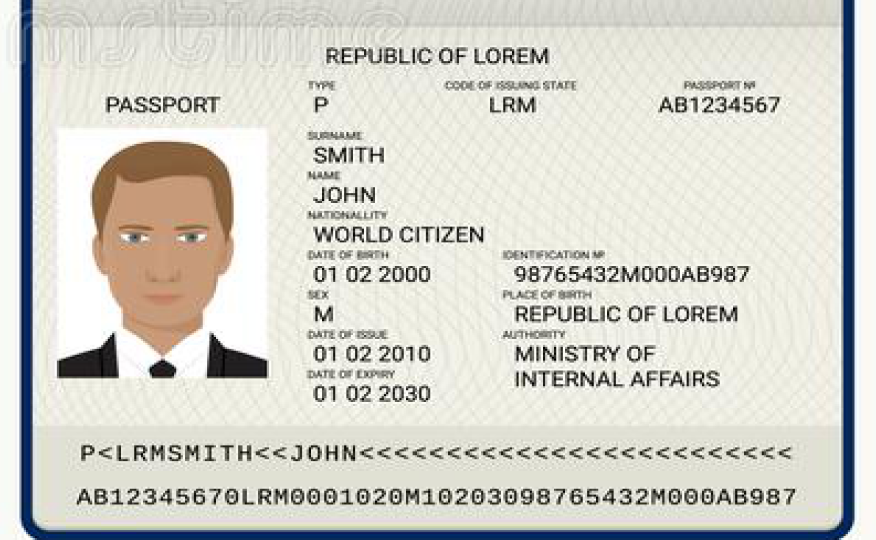 mstime
REPUBLIC OF LOREM
TYPE CODE OF ISSUING STATE PASSPORT №
PASSPORT P LRM AB1234567
SURNAME
SMITH
NAME
JOHN
NATIONALLITY
WORLD CITIZEN
DATE OF BIRTH IDENTIFICATION №
01 02 2000 98765432M000AB987
SEX PLACE OF BIRTH
M REPUBLIC OF LOREM
DATE OF ISSUE AUTHORITY
01 02 2010 MINISTRY OF
INTERNAL AFFAIRS
DATE OF EXPIRY
01 02 2030
P<LRMSMITH<<JOHN<<<<<<<<<<<<<<<<<<<<<<<<<
AB12345670LRM0001020M10203098765432M000AB987